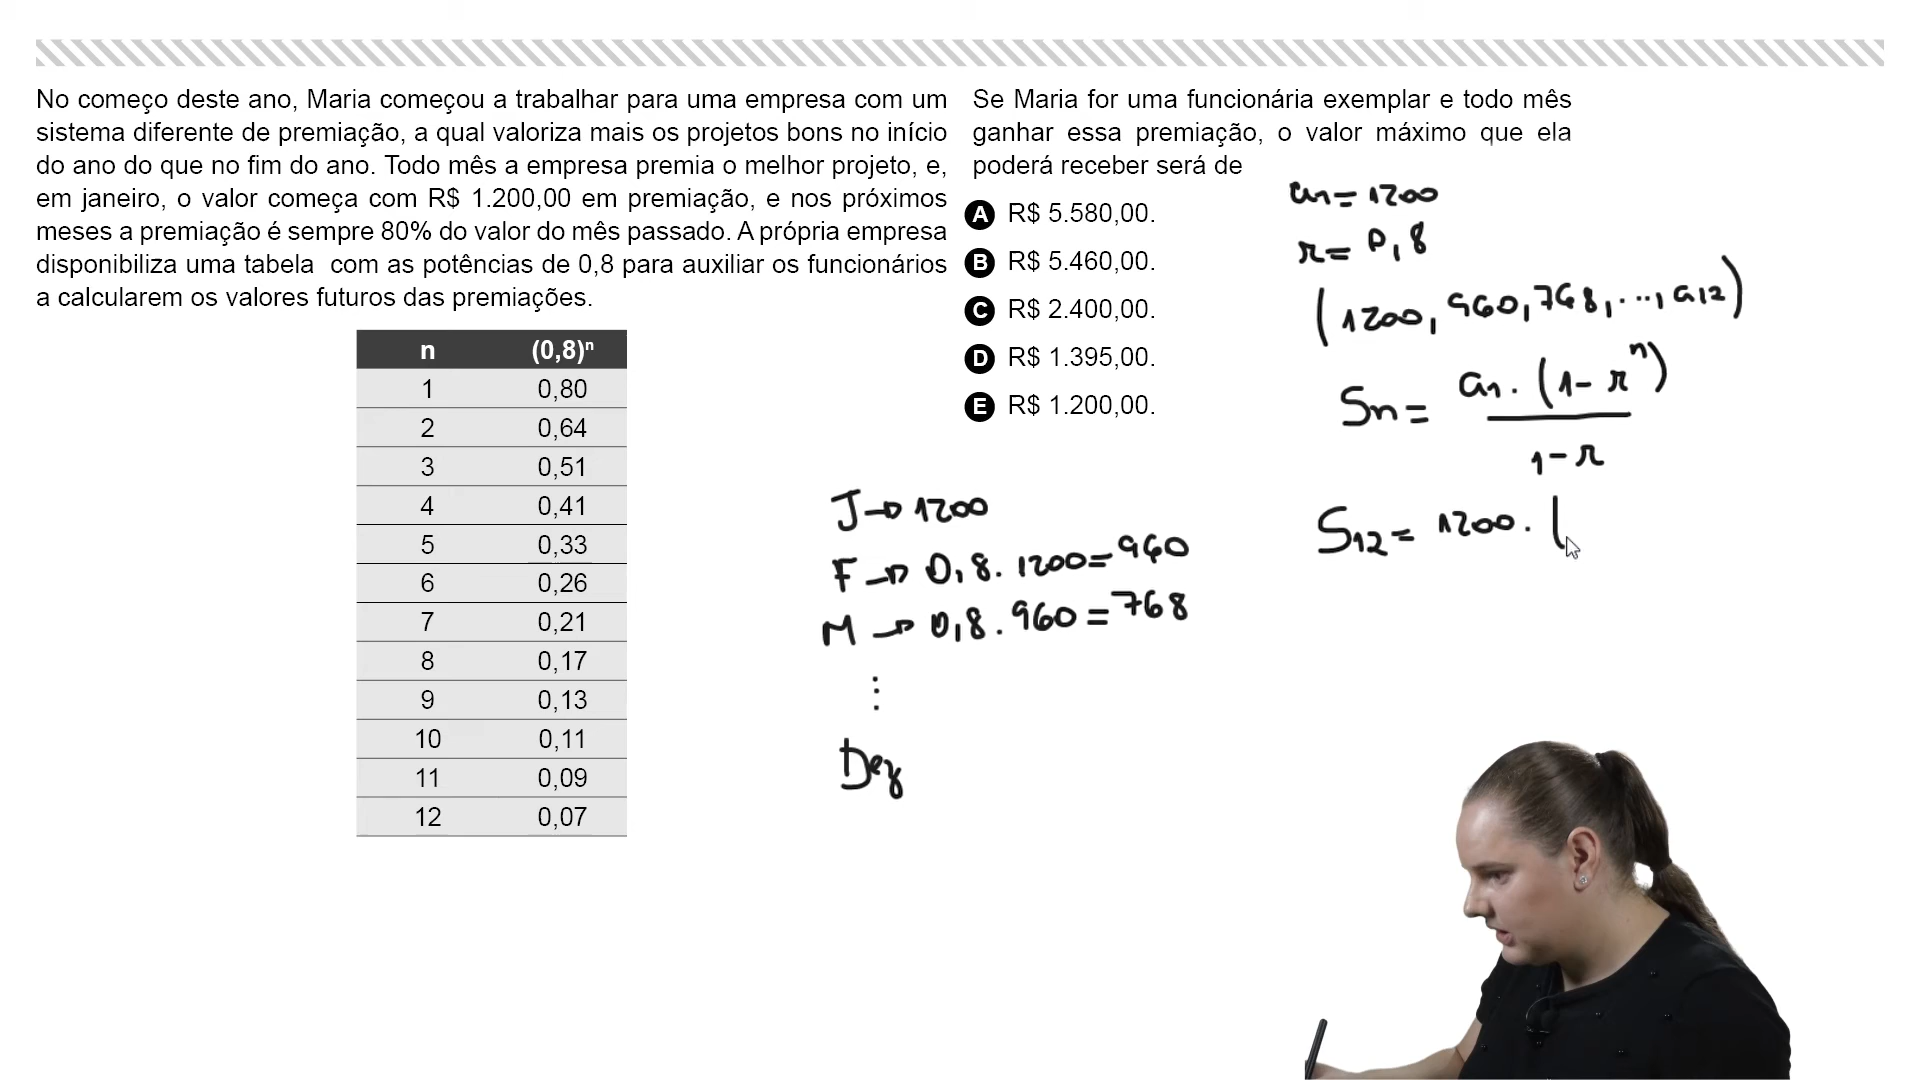 No começo deste ano, Maria começou a trabalhar para uma empresa com um
sistema diferente de premiação, a qual valoriza mais os projetos bons no início
do ano do que no fim do ano. Todo mês a empresa premia o melhor projeto, e,
em janeiro, o valor começa com R$ 1.200,00 em premiação, e nos próximos
meses a premiação é sempre 80% do valor do mês passado. A própria empresa
disponibiliza uma tabela com as potências de 0,8 para auxiliar os funcionários
a calcularem os valores futuros das premiações.
n (0,8)ⁿ
1 0,80
2 0,64
3 0,51
4 0,41
5 0,33
6 0,26
7 0,21
8 0,17
9 0,13
10 0,11
11 0,09
12 0,07
Se Maria for uma funcionária exemplar e todo mês
ganhar essa premiação, o valor máximo que ela
poderá receber será de
A R$ 5.580,00.
B R$ 5.460,00.
C R$ 2.400,00.
D R$ 1.395,00.
E R$ 1.200,00.
J → 1200
F → 0,8 . 1200 = 960
M → 0,8 . 960 = 768
⋮
Dez
a₁ = 1200
r = 0,8
(1200, 960, 768, ..., a₁₂)
Sn = a₁ . (1 - rⁿ)
1 - r
S₁₂ = 1200 . (